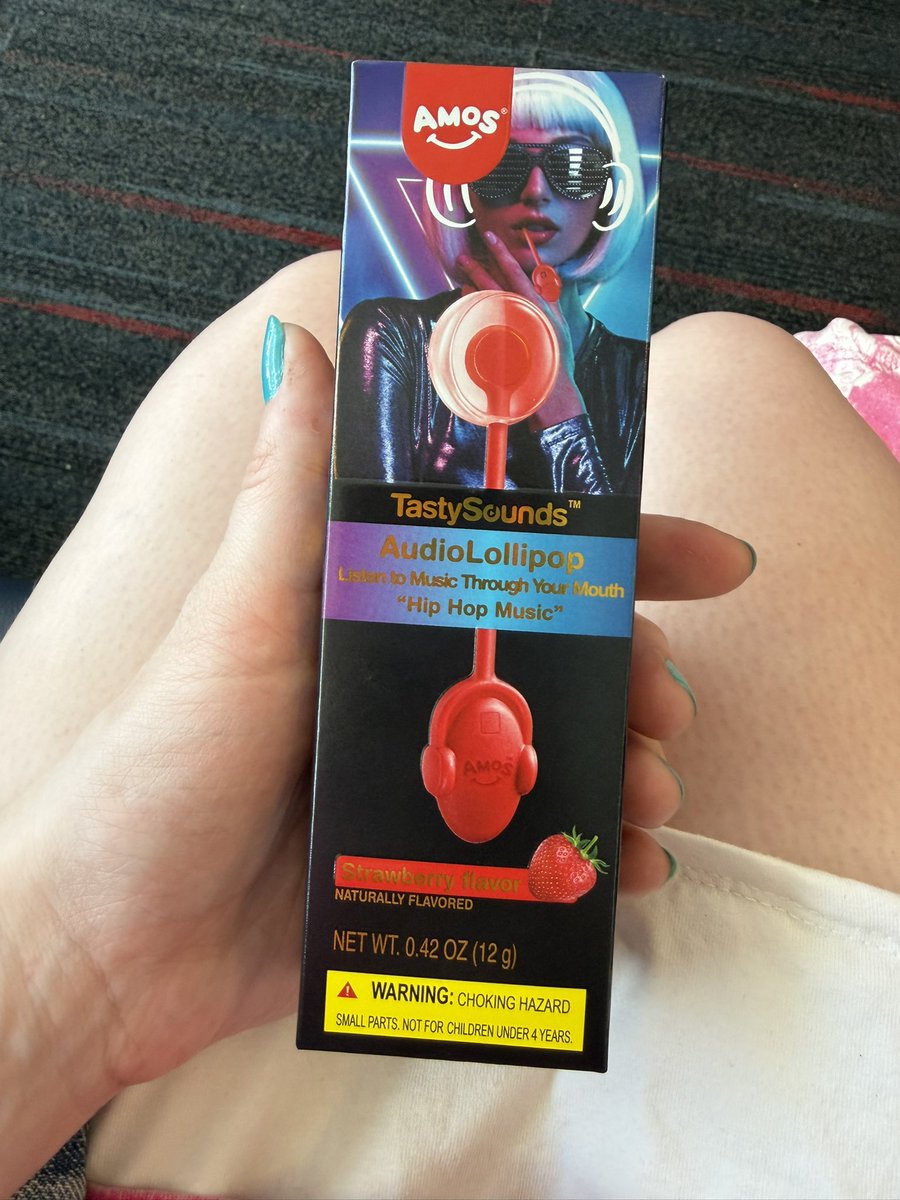 AMOS®
TastySounds™
AudioLollipop
Listen to Music Through Your Mouth
"Hip Hop Music"
AMOS
Strawberry flavor
NATURALLY FLAVORED
NET WT. 0.42 OZ (12 g)
WARNING: CHOKING HAZARD
SMALL PARTS. NOT FOR CHILDREN UNDER 4 YEARS.